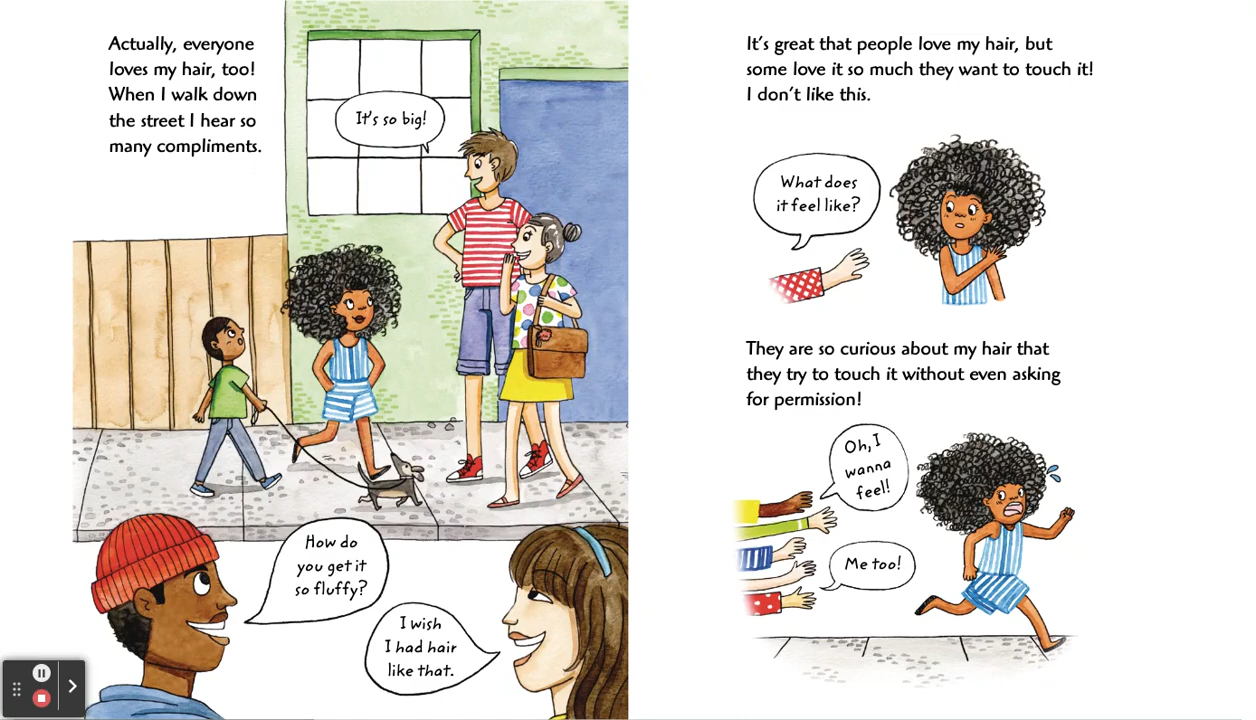 Actually, everyone
loves my hair, too!
When I walk down
the street I hear so
many compliments.
It's so big!
How do
you get it
so fluffy?
I wish
I had hair
like that.
It's great that people love my hair, but
some love it so much they want to touch it!
I don't like this.
What does
it feel like?
They are so curious about my hair that
they try to touch it without even asking
for permission!
Oh, I
wanna
feel!
Me too!